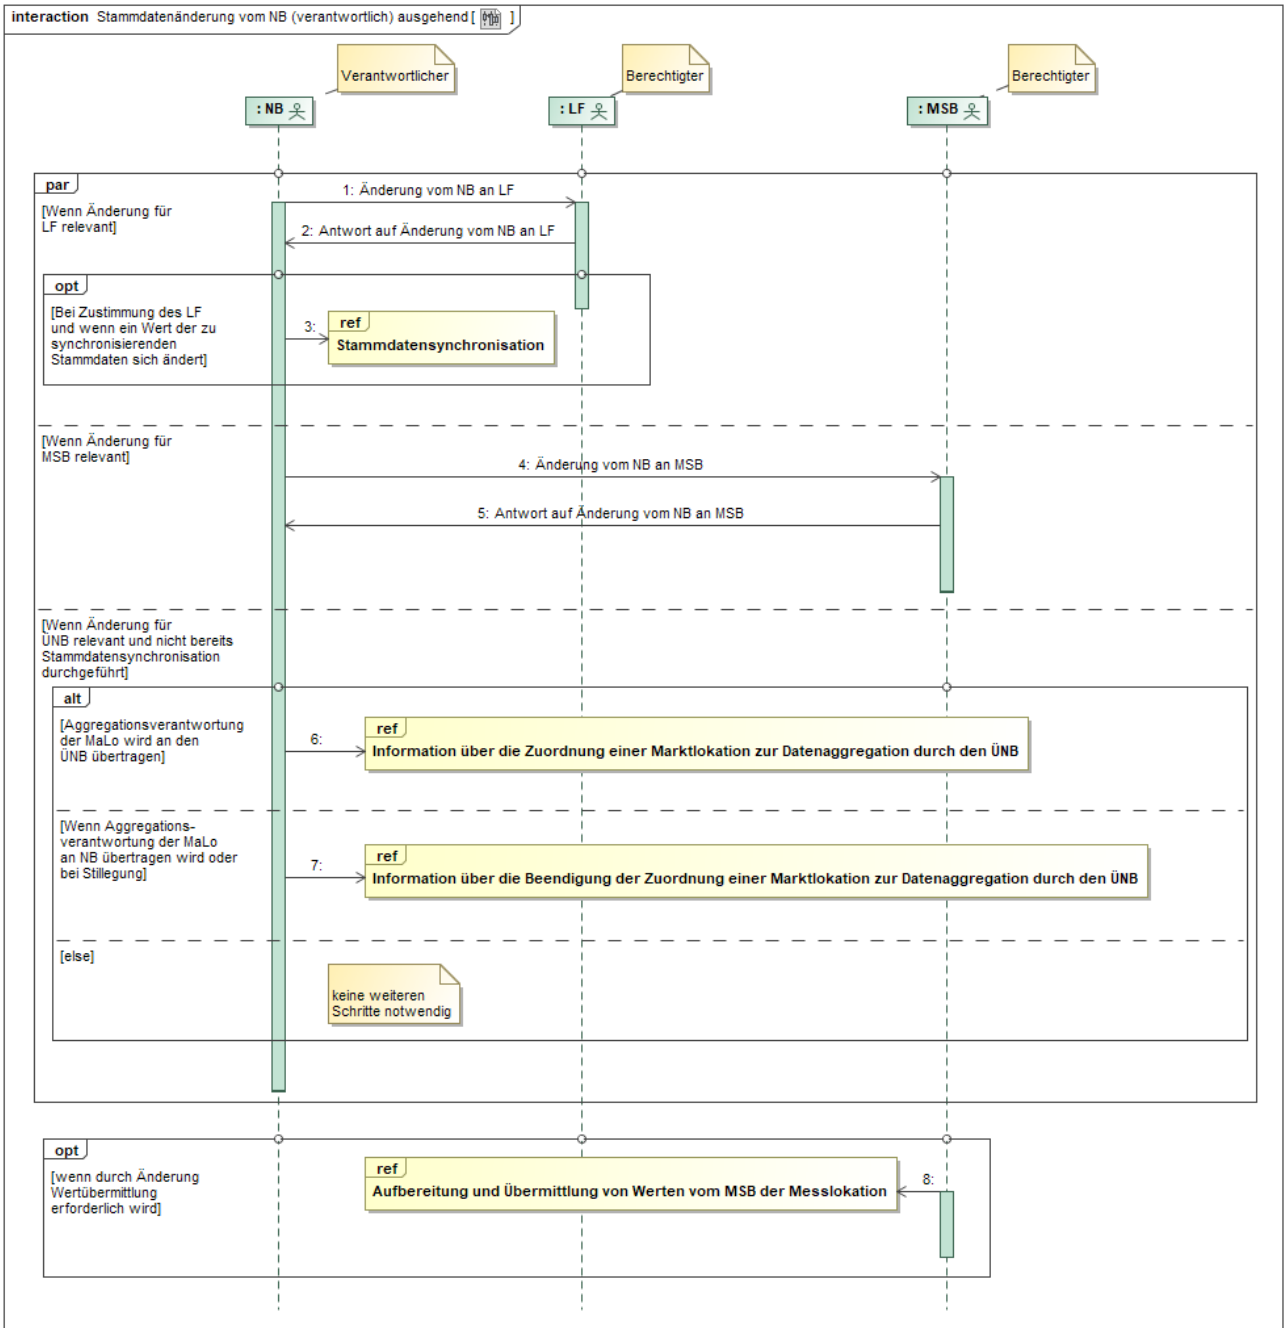 interaction Stammdatenänderung vom NB (verantwortlich) ausgehend [ ]
Verantwortlicher
Berechtigter
Berechtigter
: NB
: LF
: MSB
par
[Wenn Änderung für
LF relevant]
1: Änderung vom NB an LF
2: Antwort auf Änderung vom NB an LF
opt
[Bei Zustimmung des LF
und wenn ein Wert der zu
synchronisierenden
Stammdaten sich ändert]
3:
ref
Stammdatensynchronisation
[Wenn Änderung für
MSB relevant]
4: Änderung vom NB an MSB
5: Antwort auf Änderung vom NB an MSB
[Wenn Änderung für
ÜNB relevant und nicht bereits
Stammdatensynchronisation
durchgeführt]
alt
[Aggregationsverantwortung
der MaLo wird an den
ÜNB übertragen]
6:
ref
Information über die Zuordnung einer Marktlokation zur Datenaggregation durch den ÜNB
[Wenn Aggregations-
verantwortung der MaLo
an NB übertragen wird oder
bei Stillegung]
7:
ref
Information über die Beendigung der Zuordnung einer Marktlokation zur Datenaggregation durch den ÜNB
[else]
keine weiteren
Schritte notwendig
opt
[wenn durch Änderung
Wertübermittlung
erforderlich wird]
ref
Aufbereitung und Übermittlung von Werten vom MSB der Messlokation
8: